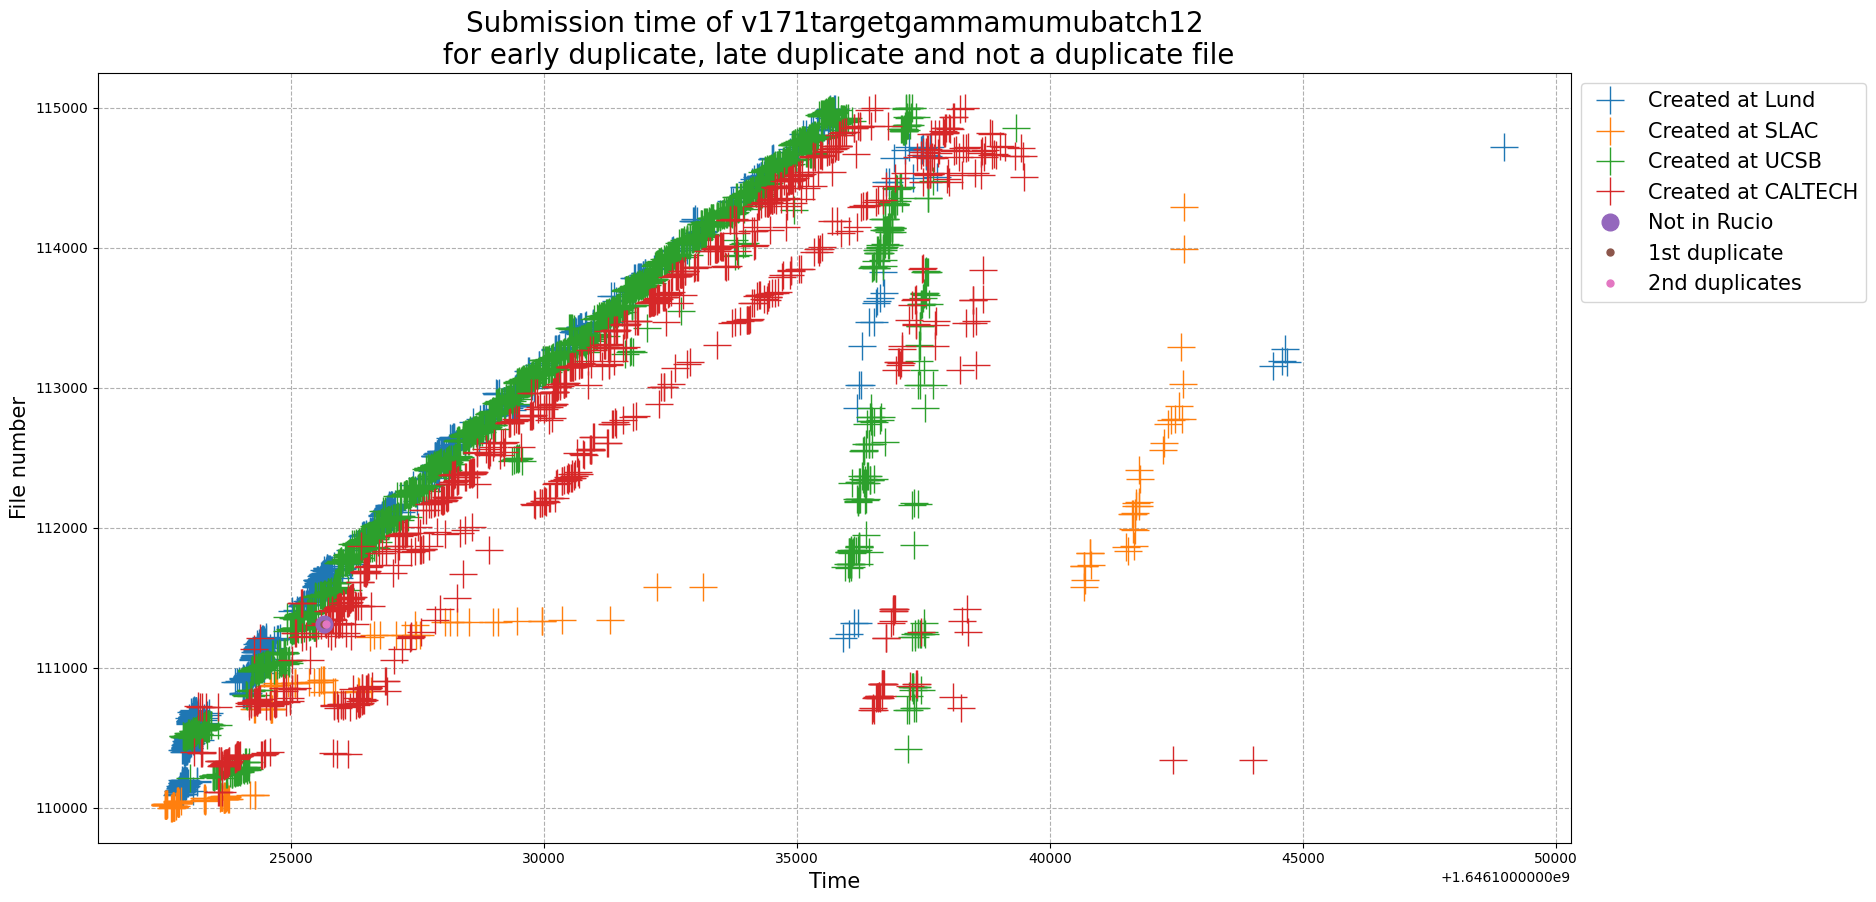 Submission time of v171targetgammamumubatch12
for early duplicate, late duplicate and not a duplicate file
115000
114000
113000
112000
111000
110000
File number
25000
30000
35000
40000
45000
50000
+1.6461000000e9
Time
Created at Lund
Created at SLAC
Created at UCSB
Created at CALTECH
Not in Rucio
1st duplicate
2nd duplicates